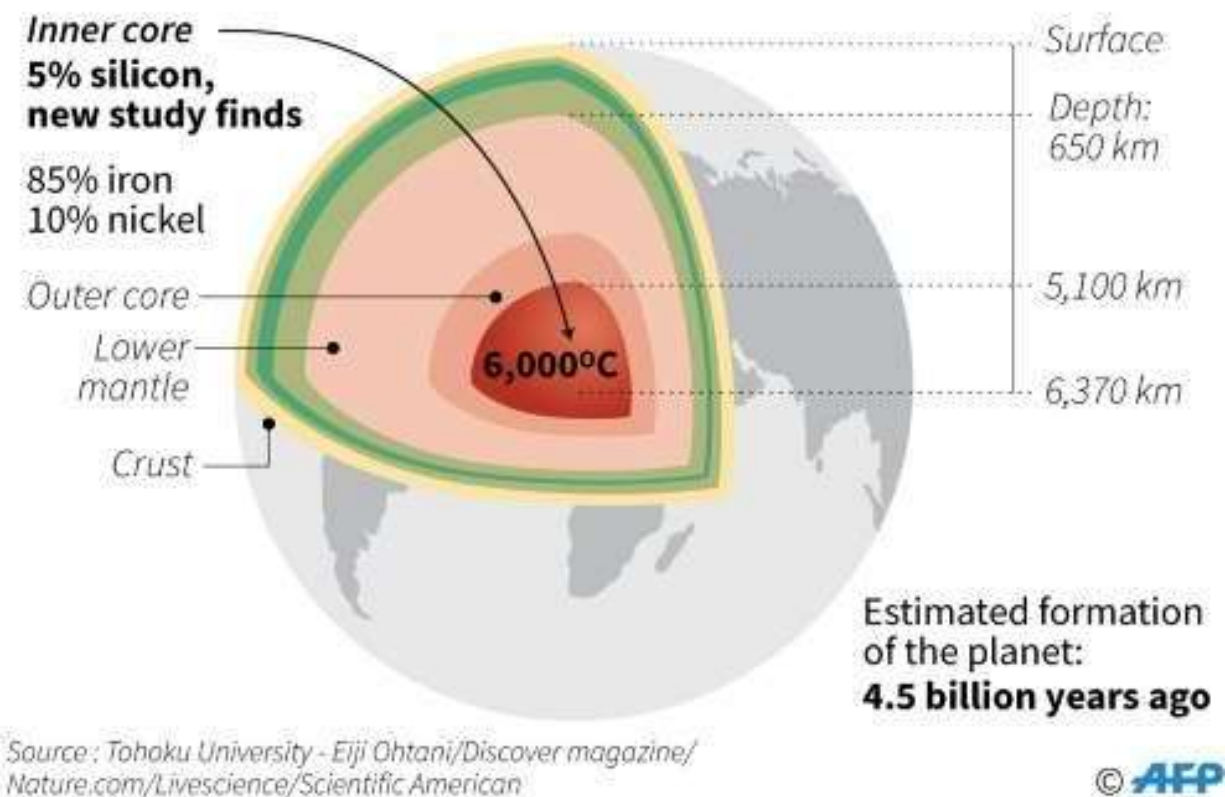 Inner core
5% silicon,
new study finds
85% iron
10% nickel
Outer core
Lower
mantle
Crust
6,000ºC
Surface
Depth:
650 km
5,100 km
6,370 km
Estimated formation
of the planet:
4.5 billion years ago
Source : Tohoku University - Eiji Ohtani/Discover magazine/
Nature.com/Livescience/Scientific American
© AFP